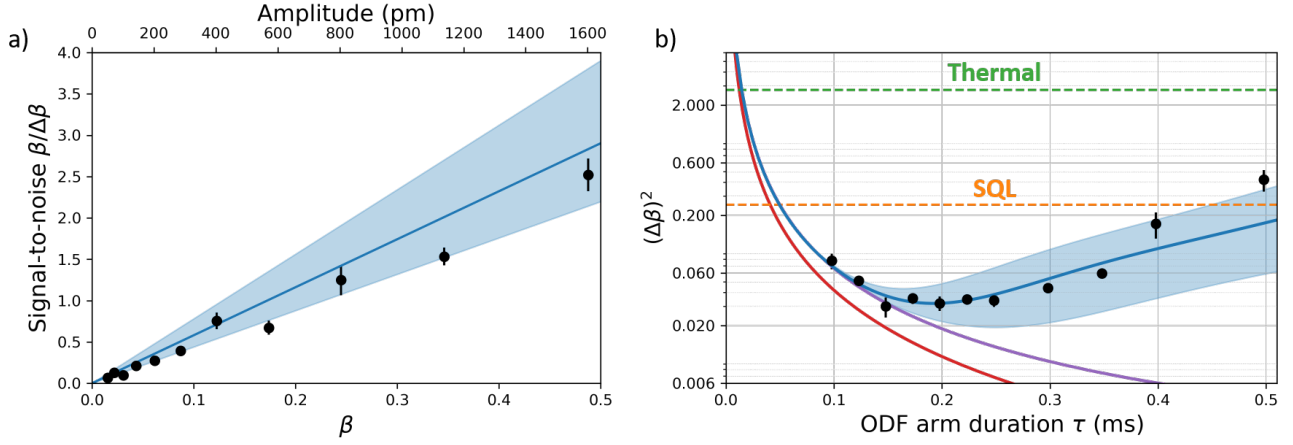 a)
Amplitude (pm)
0 200 400 600 800 1000 1200 1400 1600
4.0
3.5
3.0
2.5
2.0
1.5
1.0
0.5
0.0
Signal-to-noise β/Δβ
0.0 0.1 0.2 0.3 0.4 0.5
β
b)
Thermal
SQL
2.000
0.600
0.200
0.060
0.020
0.006
(Δβ)²
0.0 0.1 0.2 0.3 0.4 0.5
ODF arm duration τ (ms)